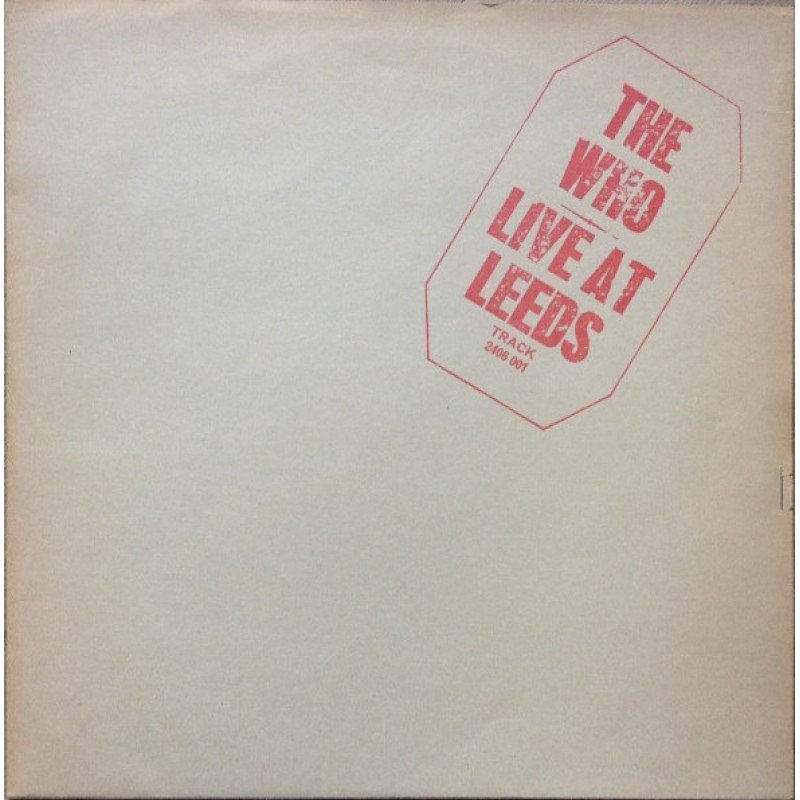 THE
WHO
LIVE AT
LEEDS
TRACK
2406 001